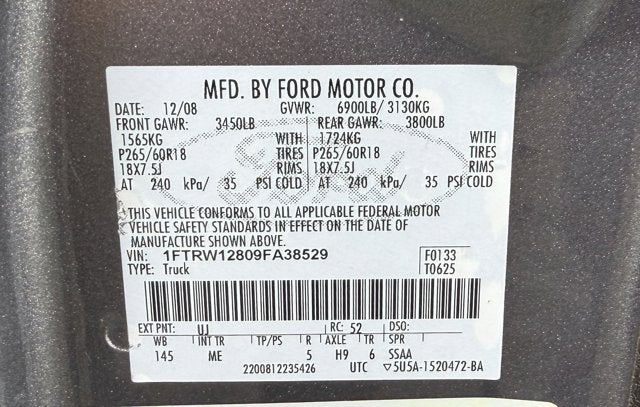 MFD. BY FORD MOTOR CO.
DATE: 12/08 GVWR: 6900LB/ 3130KG
FRONT GAWR: 3450LB REAR GAWR: 3800LB
1565KG WITH 1724KG WITH
P265/60R18 TIRES P265/60R18 TIRES
18X7.5J RIMS 18X7.5J RIMS
AT 240 kPa/ 35 PSI COLD AT 240 kPa/ 35 PSI COLD
THIS VEHICLE CONFORMS TO ALL APPLICABLE FEDERAL MOTOR
VEHICLE SAFETY STANDARDS IN EFFECT ON THE DATE OF
MANUFACTURE SHOWN ABOVE.
VIN: 1FTRW12809FA38529 F0133
TYPE: Truck T0625
EXT PNT: UJ RC: 52 DSO:
WB INT TR TP/PS R AXLE TR SPR
145 ME 5 H9 6 SSAA
2200812235426 UTC ▽5U5A-1520472-BA
Ford